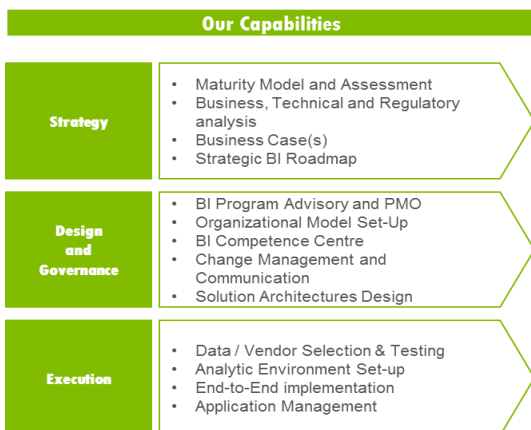 Our Capabilities
Strategy
• Maturity Model and Assessment
• Business, Technical and Regulatory
analysis
• Business Case(s)
• Strategic BI Roadmap
Design
and
Governance
• BI Program Advisory and PMO
• Organizational Model Set-Up
• BI Competence Centre
• Change Management and
Communication
• Solution Architectures Design
Execution
• Data / Vendor Selection & Testing
• Analytic Environment Set-up
• End-to-End implementation
• Application Management